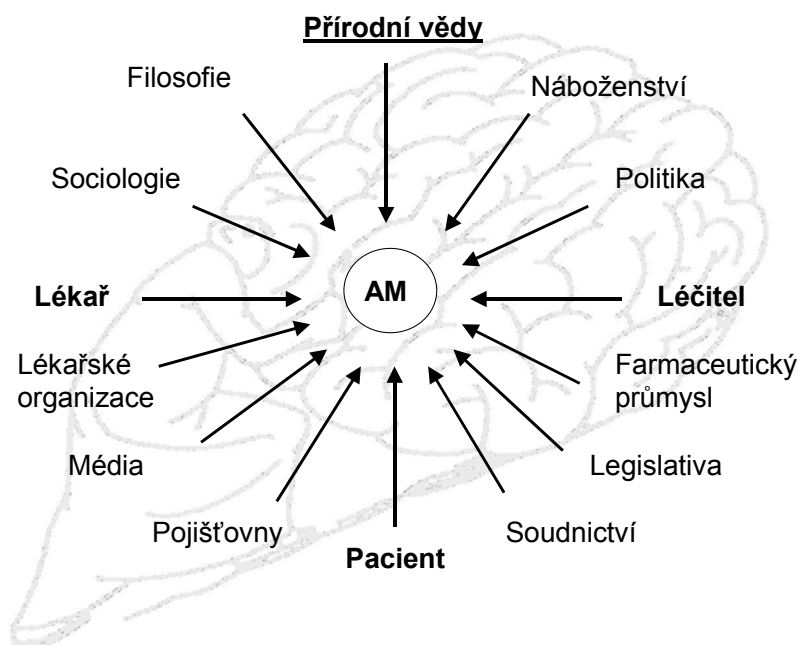 Přírodní vědy
Filosofie
Náboženství
Sociologie
Politika
Lékař
AM
Léčitel
Lékařské
organizace
Farmaceutický
průmysl
Média
Legislativa
Pojišťovny
Soudnictví
Pacient